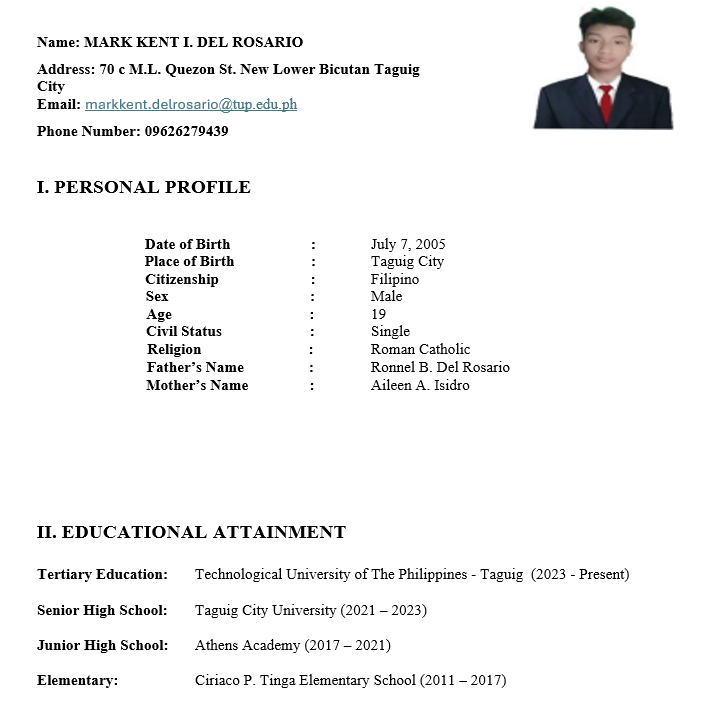 Name: MARK KENT I. DEL ROSARIO
Address: 70 c M.L. Quezon St. New Lower Bicutan Taguig
City
Email: markkent.delrosario@tup.edu.ph
Phone Number: 09626279439
I. PERSONAL PROFILE
Date of Birth : July 7, 2005
Place of Birth : Taguig City
Citizenship : Filipino
Sex : Male
Age : 19
Civil Status : Single
Religion : Roman Catholic
Father’s Name : Ronnel B. Del Rosario
Mother’s Name : Aileen A. Isidro
II. EDUCATIONAL ATTAINMENT
Tertiary Education: Technological University of The Philippines - Taguig (2023 - Present)
Senior High School: Taguig City University (2021 – 2023)
Junior High School: Athens Academy (2017 – 2021)
Elementary: Ciriaco P. Tinga Elementary School (2011 – 2017)